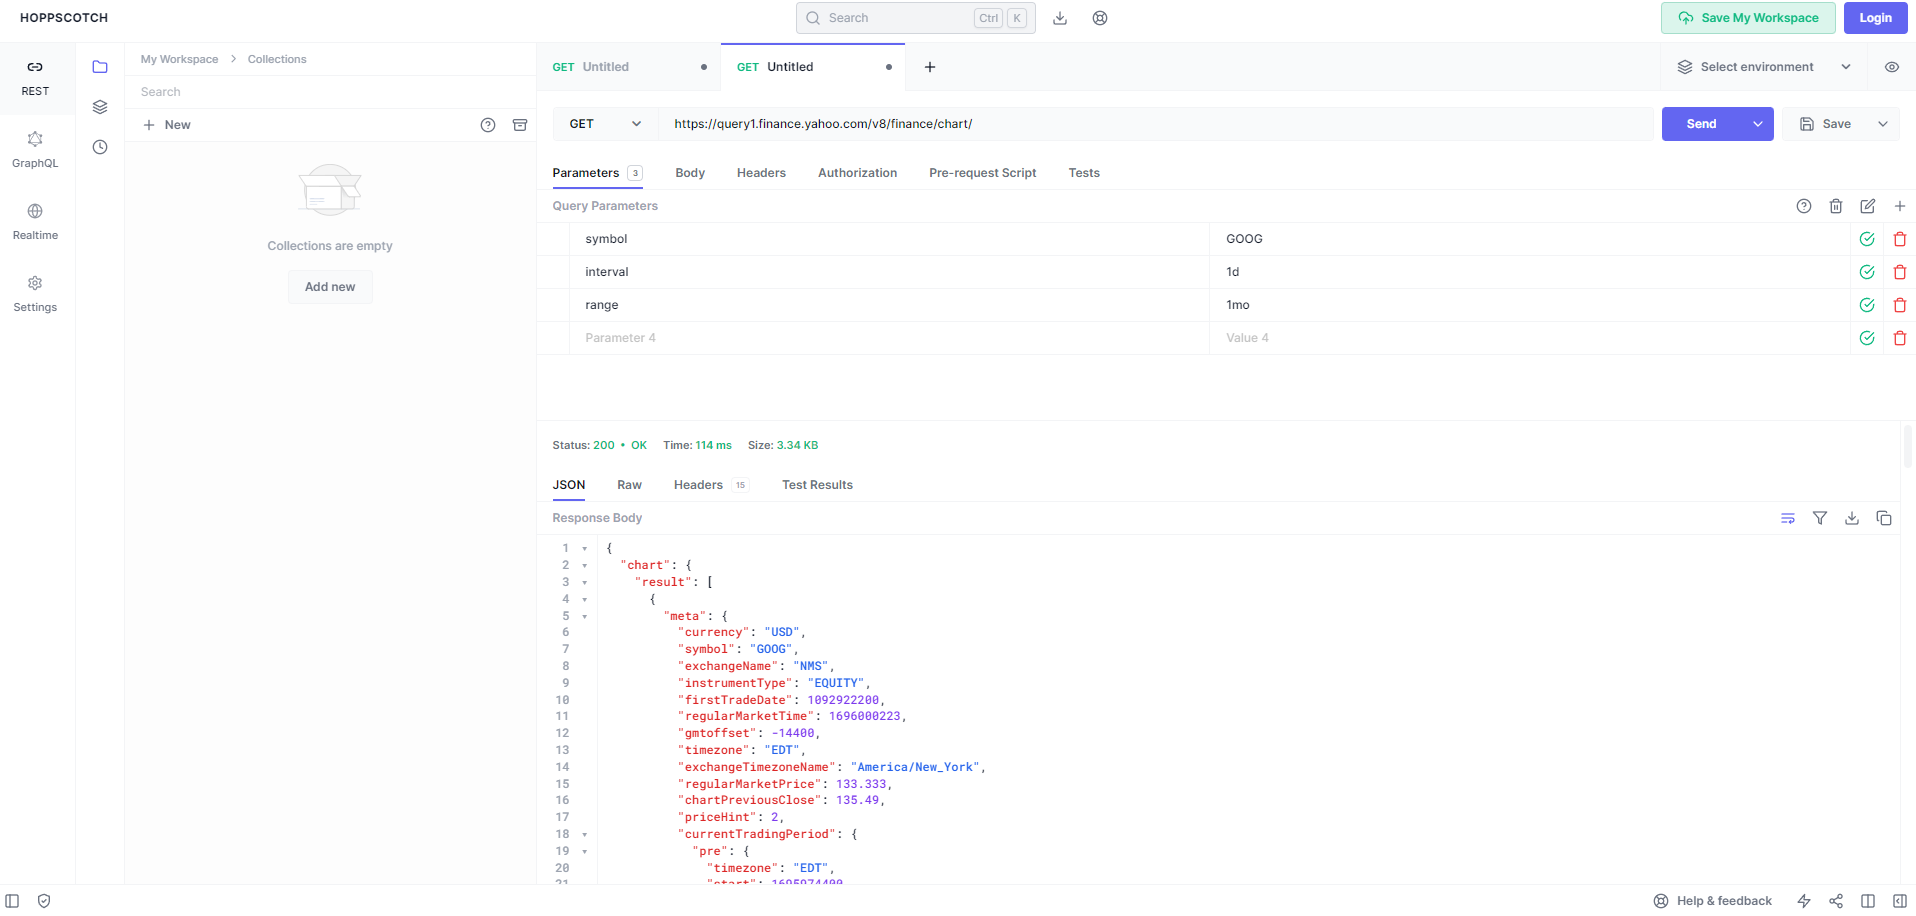 HOPPSCOTCH
Search Ctrl K
Save My Workspace
Login
REST
GraphQL
Realtime
Settings
My Workspace > Collections
Search
+ New
Collections are empty
Add new
GET Untitled
GET Untitled
Select environment
GET
https://query1.finance.yahoo.com/v8/finance/chart/
Send
Save
Parameters 3 Body Headers Authorization Pre-request Script Tests
Query Parameters
symbol GOOG
interval 1d
range 1mo
Parameter 4 Value 4
Status: 200 • OK Time: 114 ms Size: 3.34 KB
JSON Raw Headers 15 Test Results
Response Body
1 {
2 "chart": {
3 "result": [
4 {
5 "meta": {
6 "currency": "USD",
7 "symbol": "GOOG",
8 "exchangeName": "NMS",
9 "instrumentType": "EQUITY",
10 "firstTradeDate": 1092922200,
11 "regularMarketTime": 1696000223,
12 "gmtoffset": -14400,
13 "timezone": "EDT",
14 "exchangeTimezoneName": "America/New_York",
15 "regularMarketPrice": 133.333,
16 "chartPreviousClose": 135.49,
17 "priceHint": 2,
18 "currentTradingPeriod": {
19 "pre": {
20 "timezone": "EDT",
21 "start": 1695974400
Help & feedback